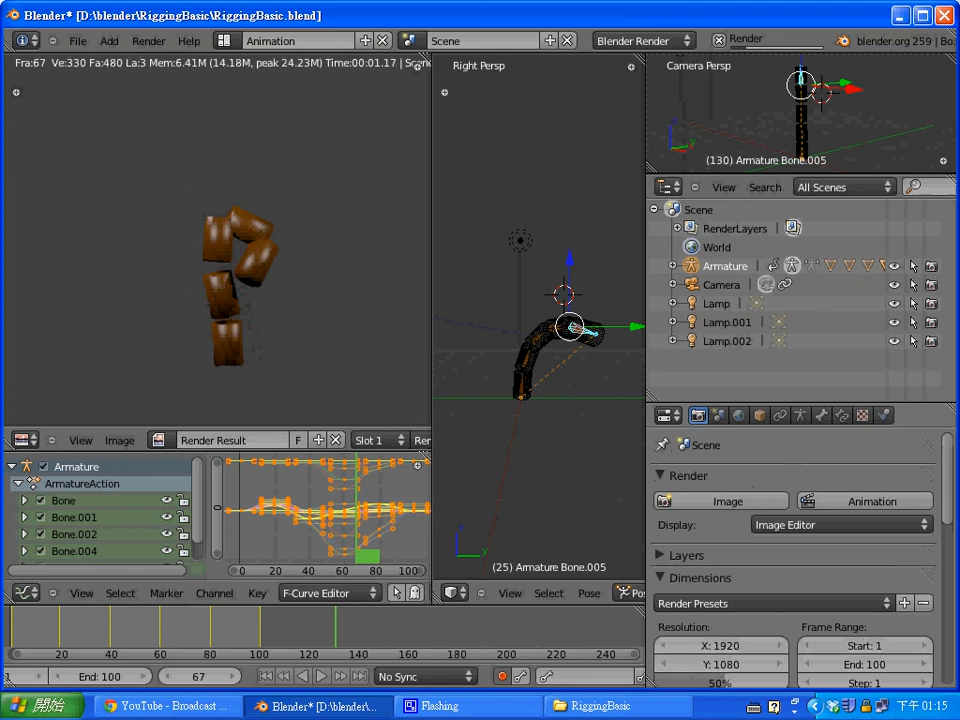 Blender* [D:\blender\RiggingBasic\RiggingBasic.blend]
File Add Render Help Animation Scene Blender Render Render blender.org 259
Fra:67 Ve:330 Fa:480 La:3 Mem:6.41M (14.18M, peak 24.23M) Time:00:01.17 |
Right Persp
Camera Persp
(130) Armature Bone.005
View Search All Scenes
Scene
RenderLayers
World
Armature
Camera
Lamp
Lamp.001
Lamp.002
(25) Armature Bone.005
View Image Render Result F Slot 1
Scene
Render
Image Animation
Display: Image Editor
Layers
Dimensions
Render Presets
Resolution: Frame Range:
X: 1920 Start: 1
Y: 1080 End: 100
50% Step: 1
Armature
ArmatureAction
Bone
Bone.001
Bone.002
Bone.004
0 20 40 60 80 100
View Select Marker Channel Key F-Curve Editor
View Select Pose
20 40 60 80 100 120 140 160 180 200 220 240
End: 100 67 No Sync
開始 YouTube - Broadcast ... Blender* [D:\blender\... Flashing RiggingBasic 下午 01:15